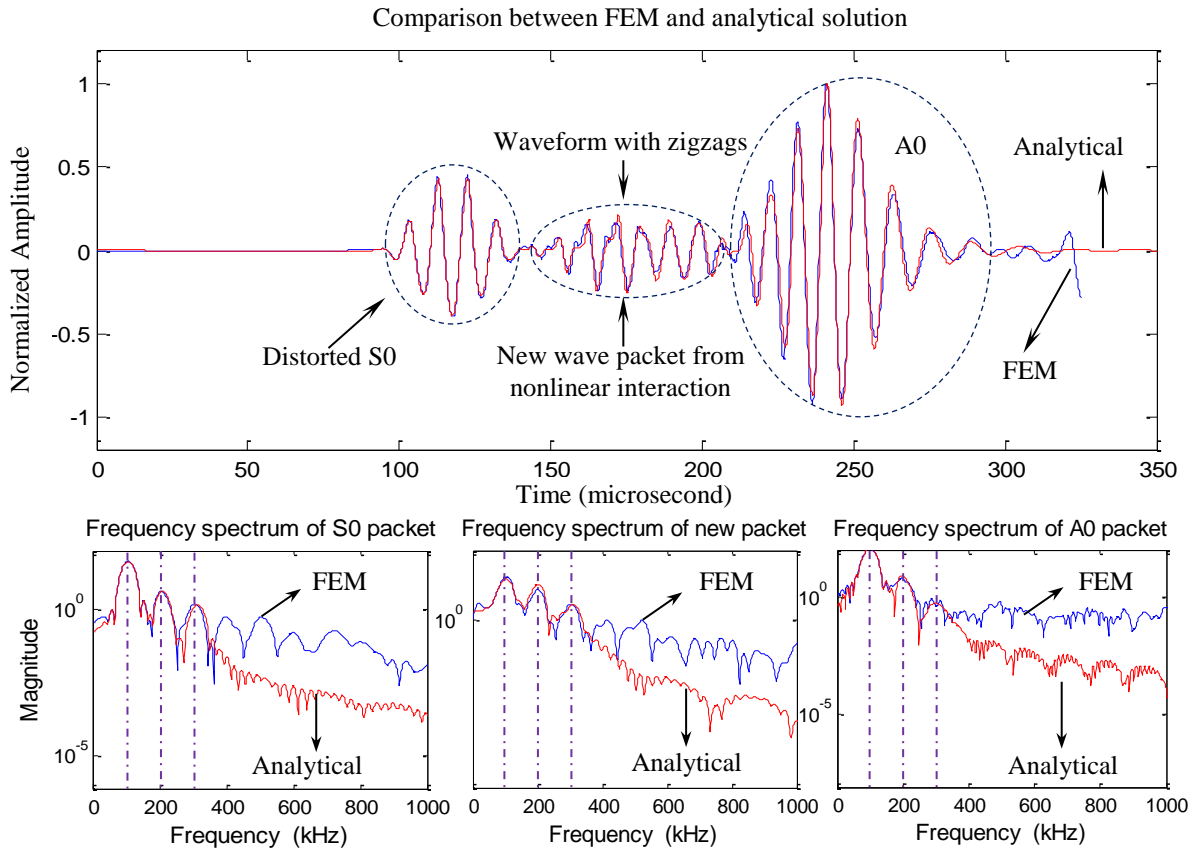 Comparison between FEM and analytical solution
Normalized Amplitude
1
0.5
0
-0.5
-1
Waveform with zigzags
A0
Analytical
Distorted S0
New wave packet from
nonlinear interaction
FEM
0 50 100 150 200 250 300 350
Time (microsecond)
Frequency spectrum of S0 packet
Magnitude
10^0
10^-5
FEM
Analytical
0 200 400 600 800 1000
Frequency (kHz)
Frequency spectrum of new packet
10^0
FEM
Analytical
0 200 400 600 800 1000
Frequency (kHz)
Frequency spectrum of A0 packet
10^0
10^-5
FEM
Analytical
0 200 400 600 800 1000
Frequency (kHz)